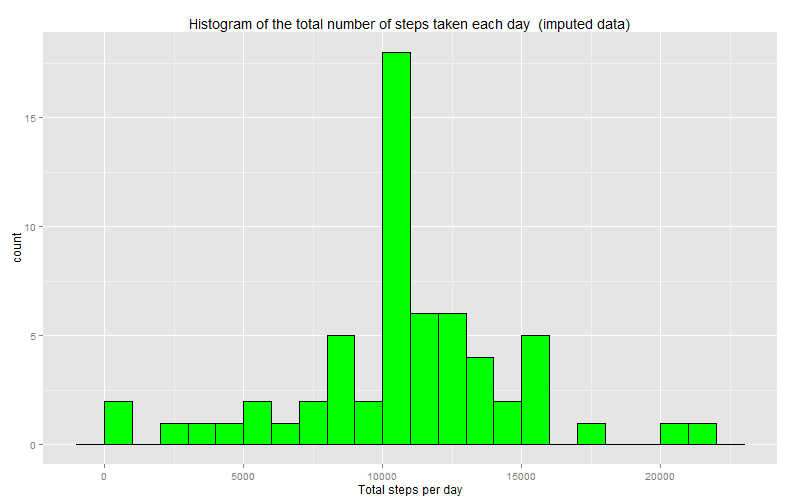 Histogram of the total number of steps taken each day  (imputed data)
15
10
5
0
count
0 5000 10000 15000 20000
Total steps per day